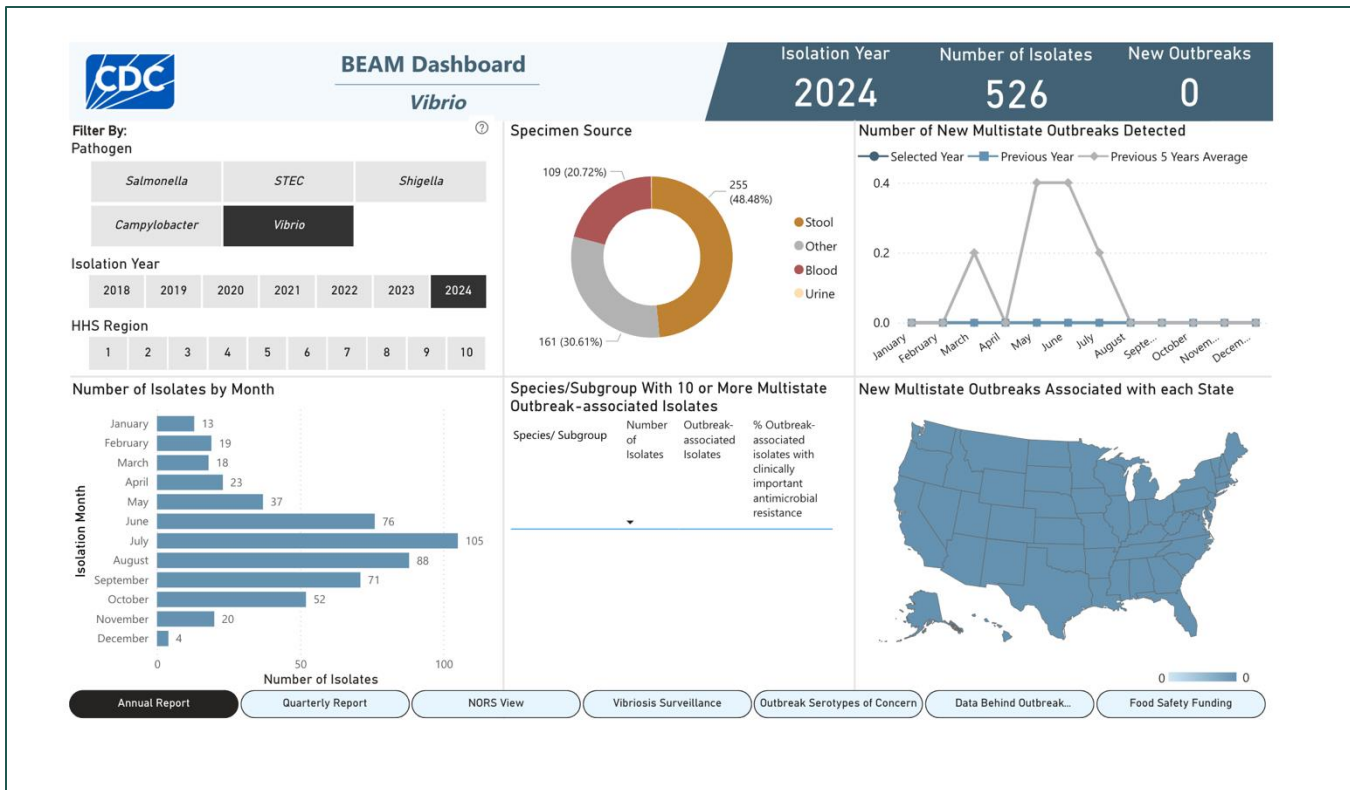 CDC
BEAM Dashboard
Vibrio
Isolation Year
2024
Number of Isolates
526
New Outbreaks
0
Filter By:
?
Pathogen
Salmonella
STEC
Shigella
Campylobacter
Vibrio
Isolation Year
2018 2019 2020 2021 2022 2023 2024
HHS Region
1 2 3 4 5 6 7 8 9 10
Specimen Source
109 (20.72%)
255
(48.48%)
161 (30.61%)
Stool
Other
Blood
Urine
Number of New Multistate Outbreaks Detected
Selected Year Previous Year Previous 5 Years Average
0.4
0.2
0.0
January
February
March
April
May
June
July
August
Septe...
October
Novem...
Decem...
Number of Isolates by Month
Isolation Month
January 13
February 19
March 18
April 23
May 37
June 76
July 105
August 88
September 71
October 52
November 20
December 4
0 50 100
Number of Isolates
Species/Subgroup With 10 or More Multistate
Outbreak-associated Isolates
Species/ Subgroup
Number
of
Isolates
Outbreak-
associated
Isolates
% Outbreak-
associated
isolates with
clinically
important
antimicrobial
resistance
New Multistate Outbreaks Associated with each State
0 0
Annual Report
Quarterly Report
NORS View
Vibriosis Surveillance
Outbreak Serotypes of Concern
Data Behind Outbreak...
Food Safety Funding